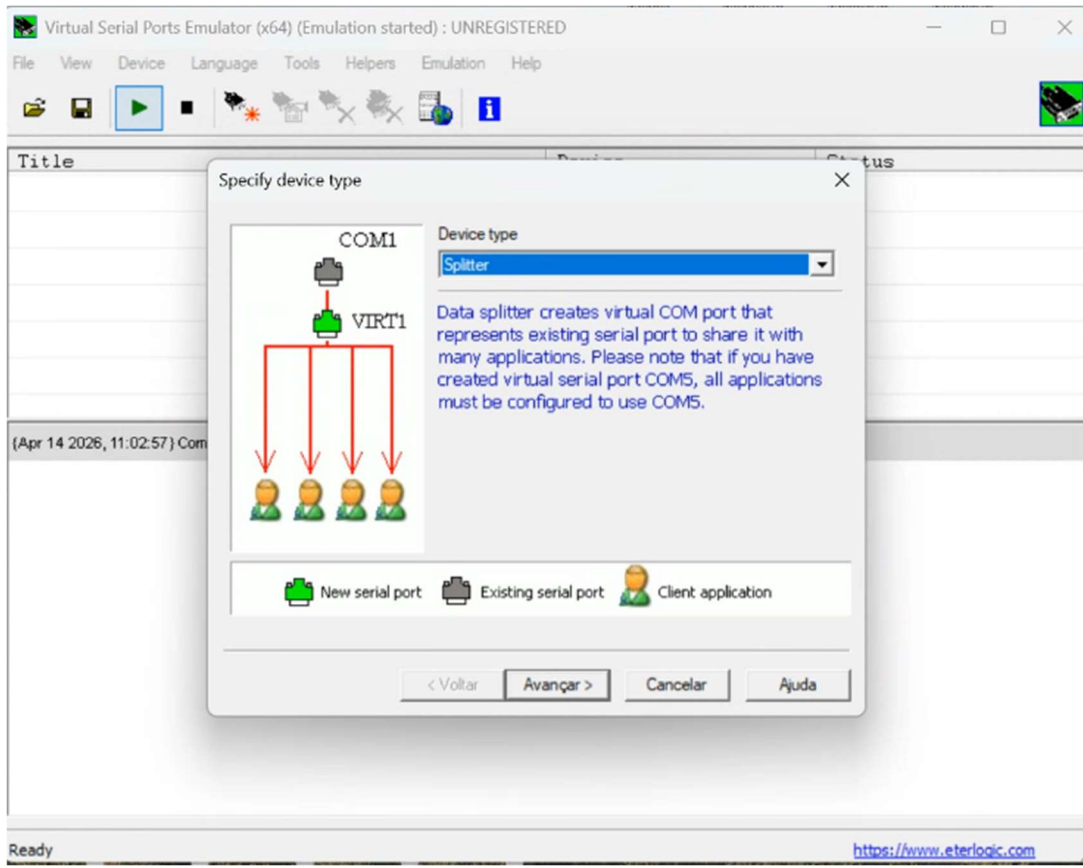 Virtual Serial Ports Emulator (x64) (Emulation started) : UNREGISTERED
File View Device Language Tools Helpers Emulation Help
Title
Specify device type
COM1
VIRT1
Device type
Splitter
Data splitter creates virtual COM port that
represents existing serial port to share it with
many applications. Please note that if you have
created virtual serial port COM5, all applications
must be configured to use COM5.
{Apr 14 2026, 11:02:57} Com
New serial port Existing serial port Client application
< Voltar Avançar > Cancelar Ajuda
Ready https://www.eterlogic.com